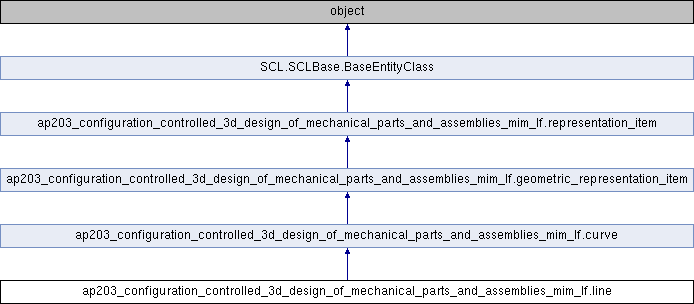 object
SCL.SCLBase.BaseEntityClass
ap203_configuration_controlled_3d_design_of_mechanical_parts_and_assemblies_mim_lf.representation_item
ap203_configuration_controlled_3d_design_of_mechanical_parts_and_assemblies_mim_lf.geometric_representation_item
ap203_configuration_controlled_3d_design_of_mechanical_parts_and_assemblies_mim_lf.curve
ap203_configuration_controlled_3d_design_of_mechanical_parts_and_assemblies_mim_lf.line